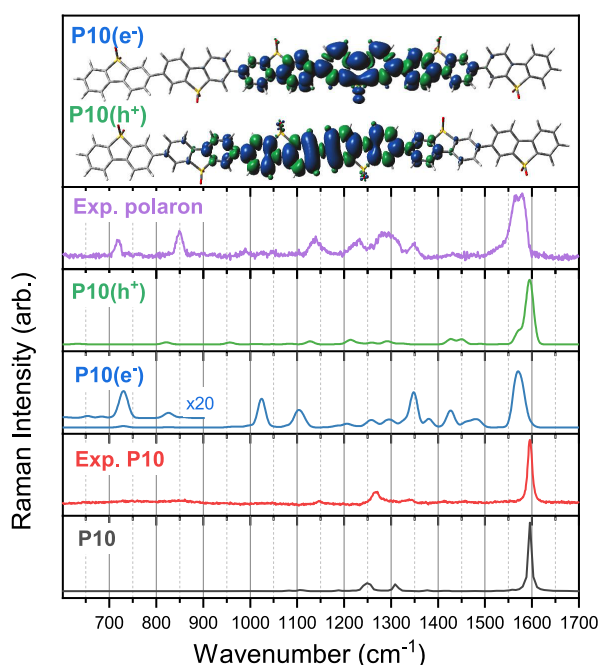 P10(e⁻)
P10(h⁺)
Exp. polaron
P10(h⁺)
P10(e⁻)
x20
Exp. P10
P10
Raman Intensity (arb.)
700 800 900 1000 1100 1200 1300 1400 1500 1600 1700
Wavenumber (cm⁻¹)